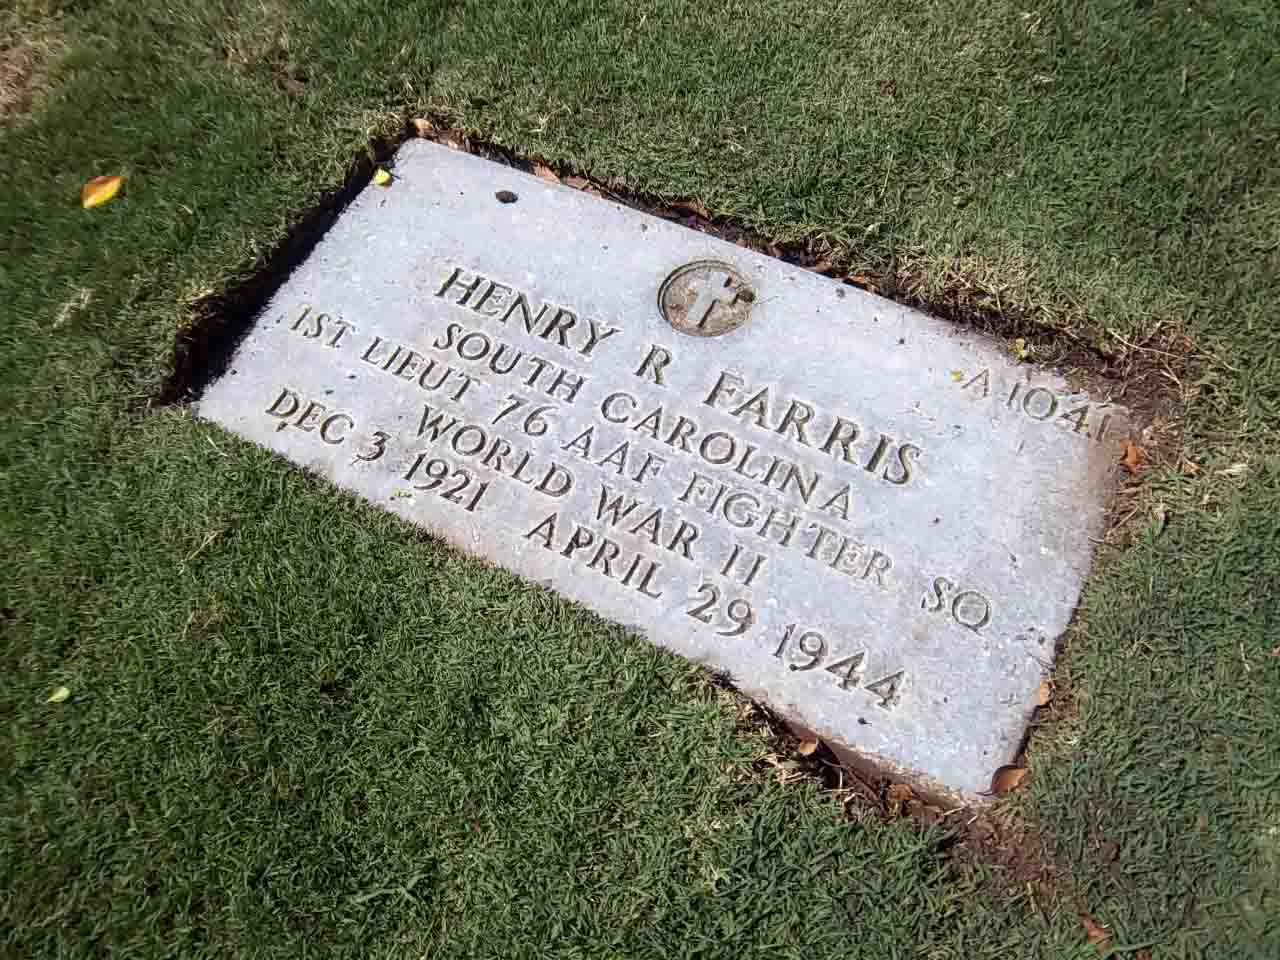 A 1041
HENRY R FARRIS
SOUTH CAROLINA
1ST LIEUT 76 AAF FIGHTER SQ
WORLD WAR II
DEC 3 1921 APRIL 29 1944